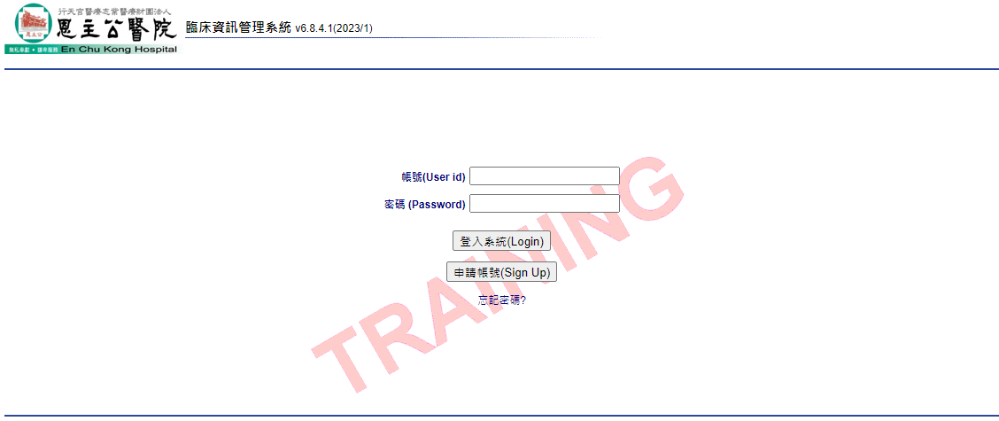 行天宮醫療志業醫療財團法人
恩主公醫院
恩主公
En Chu Kong Hospital
臨床資訊管理系統 v6.8.4.1(2023/1)
帳號(User id)
密碼 (Password)
登入系統(Login)
申請帳號(Sign Up)
忘記密碼?
TRAINING